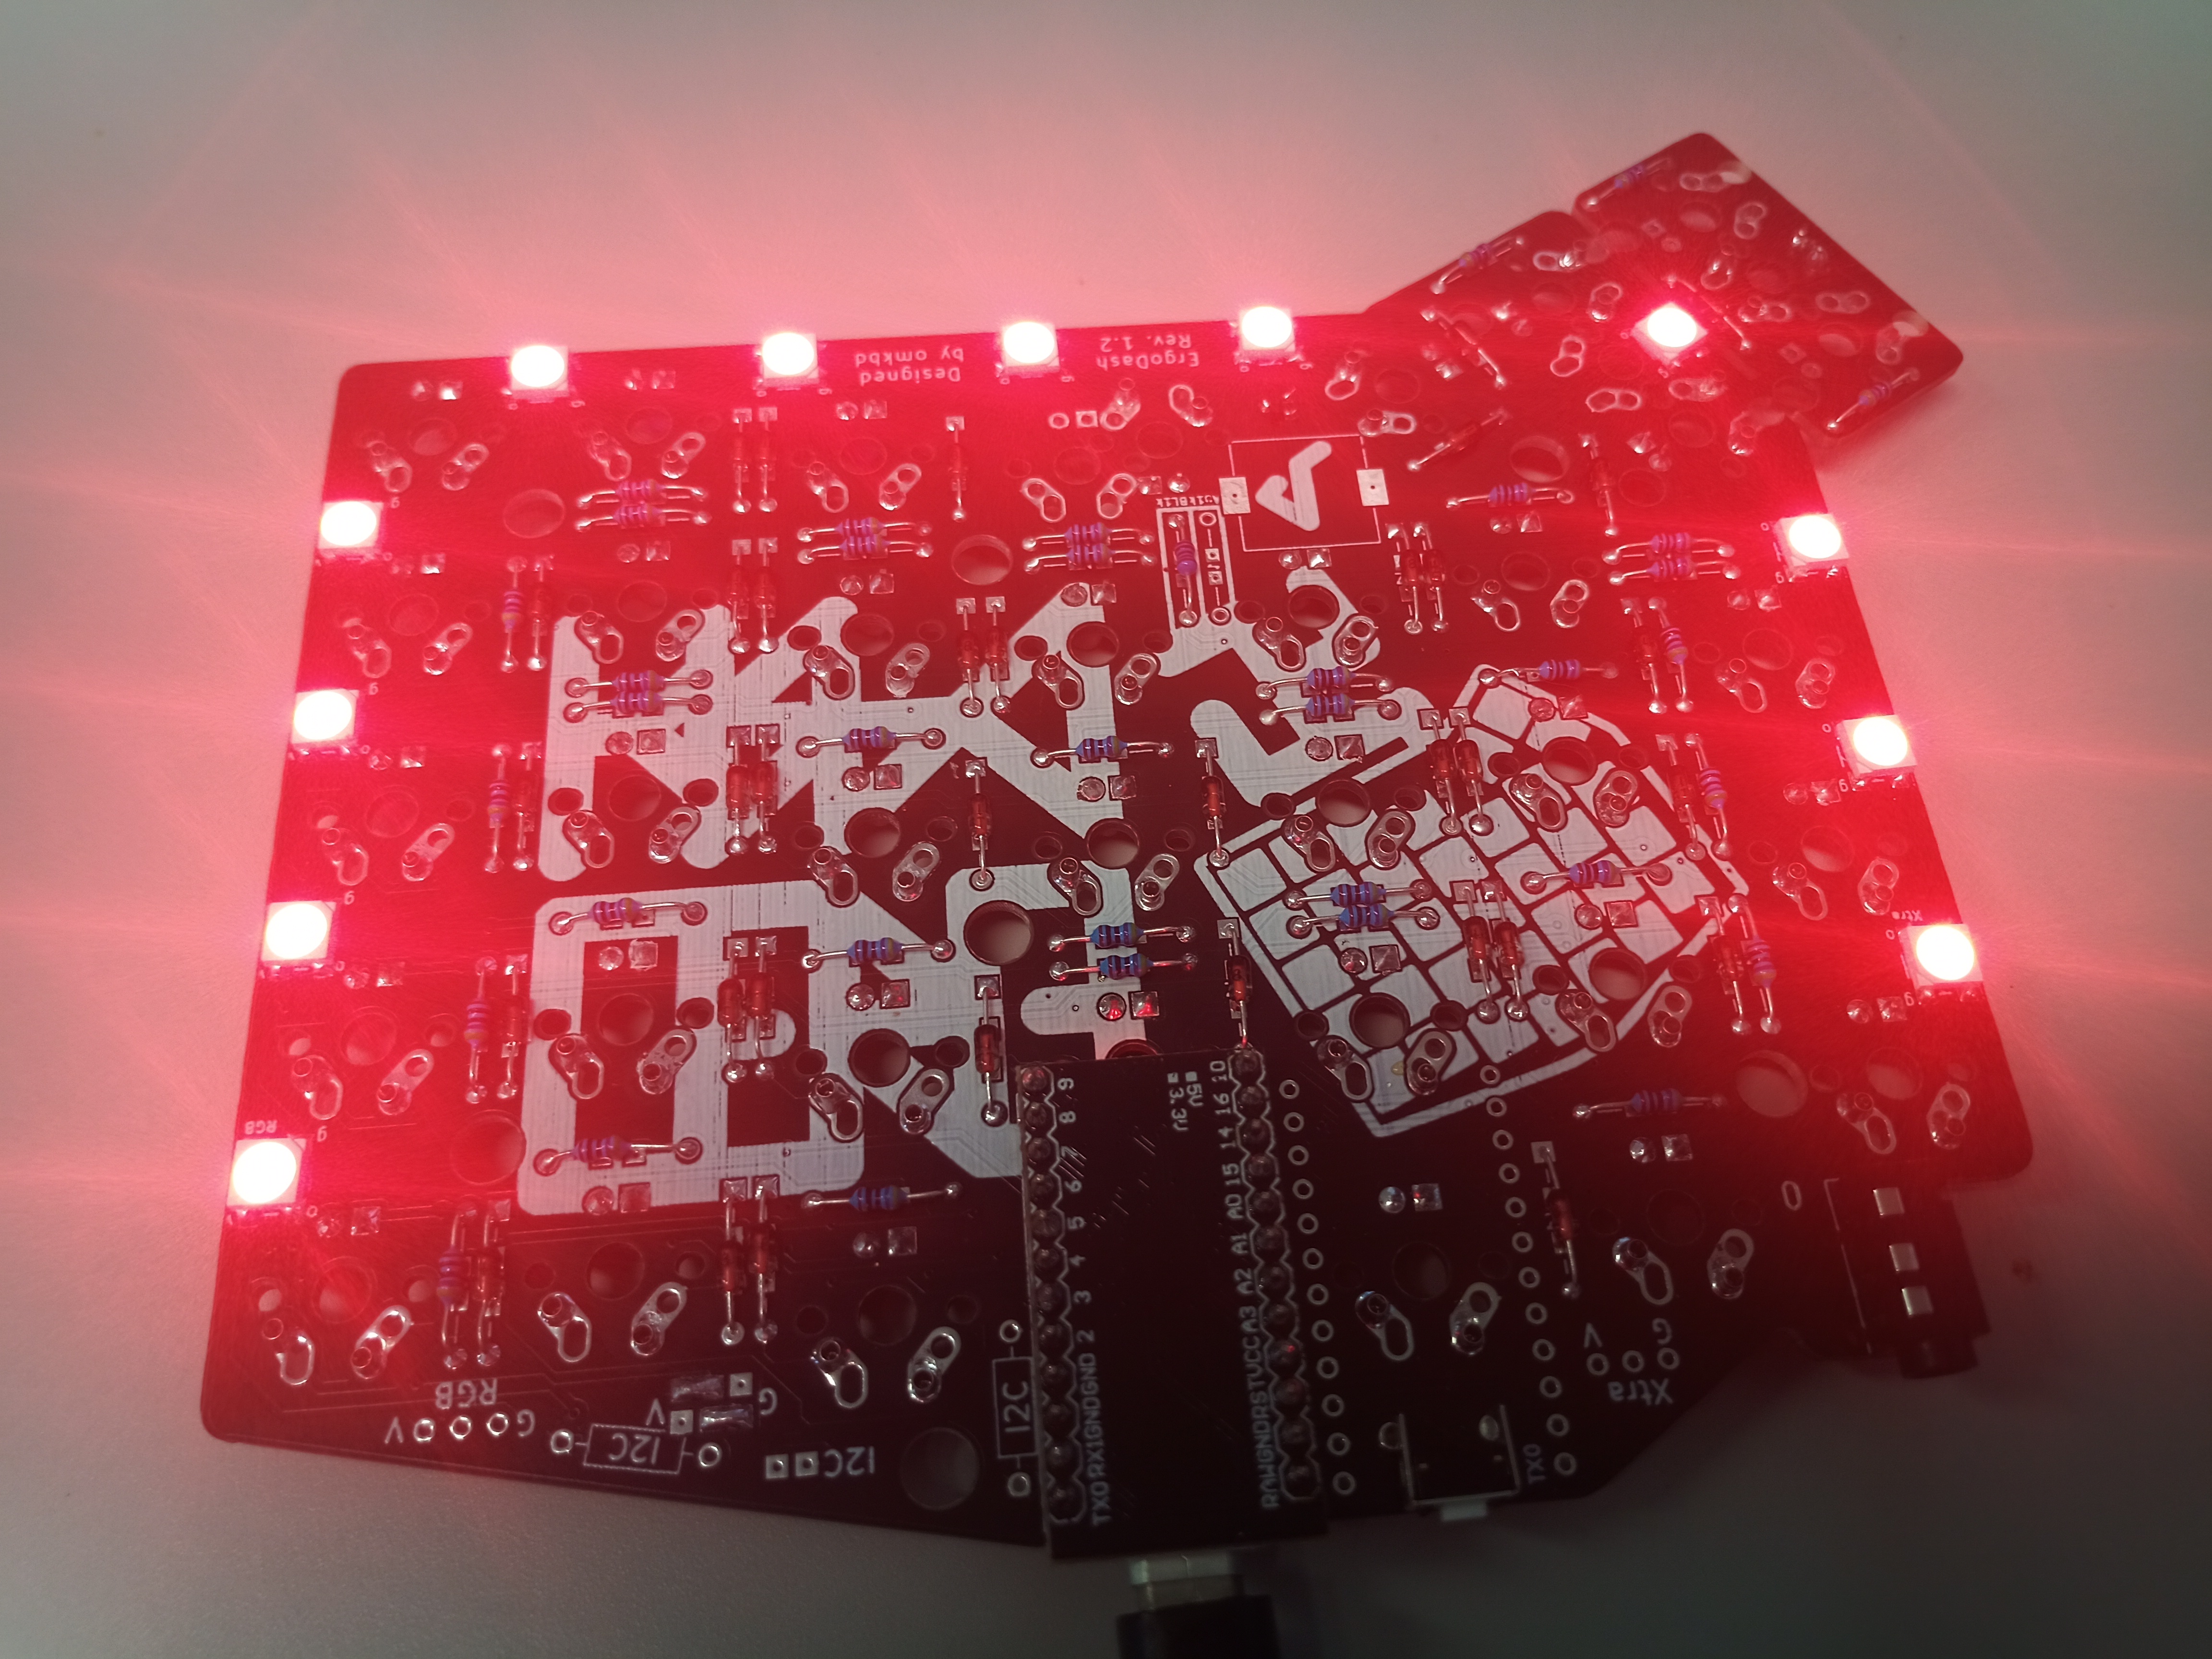 Designed
by omkbd
ErgoDash
Rev. 1.2
RGB
Xtra
9
8
7
6
5
4
3
2
GND
GND
RXI
TXO
5V
3.3V
10
16
14
15
A0
A1
A2
A3
VCC
RST
GND
RAW
RGB
V
G
I2C
V
G
I2C
I2C
V
G
Xtra
TXO